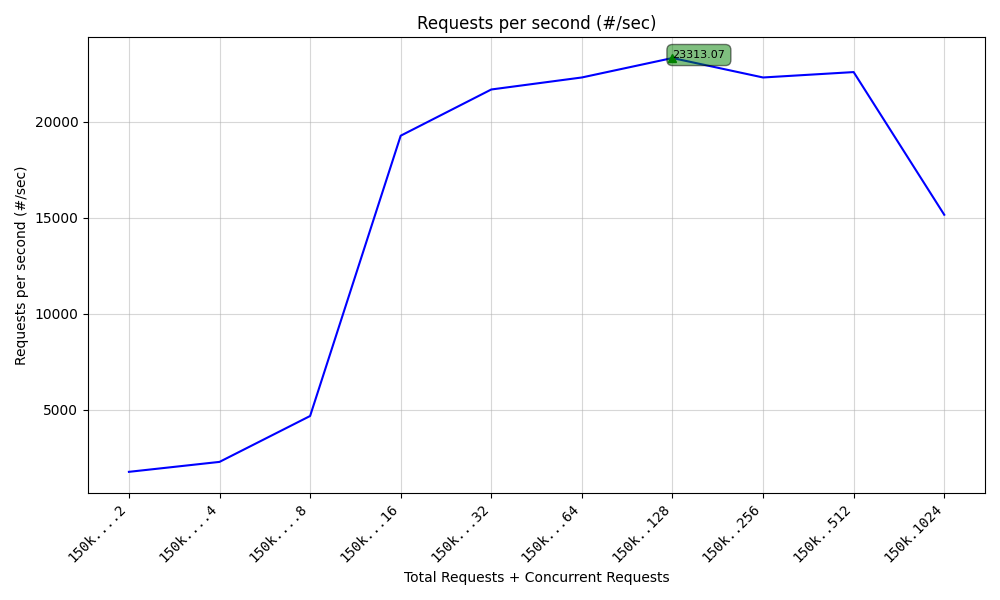 Requests per second (#/sec)
23313.07
20000
15000
10000
5000
Requests per second (#/sec)
150k....2
150k....4
150k....8
150k...16
150k...32
150k...64
150k..128
150k..256
150k..512
150k.1024
Total Requests + Concurrent Requests